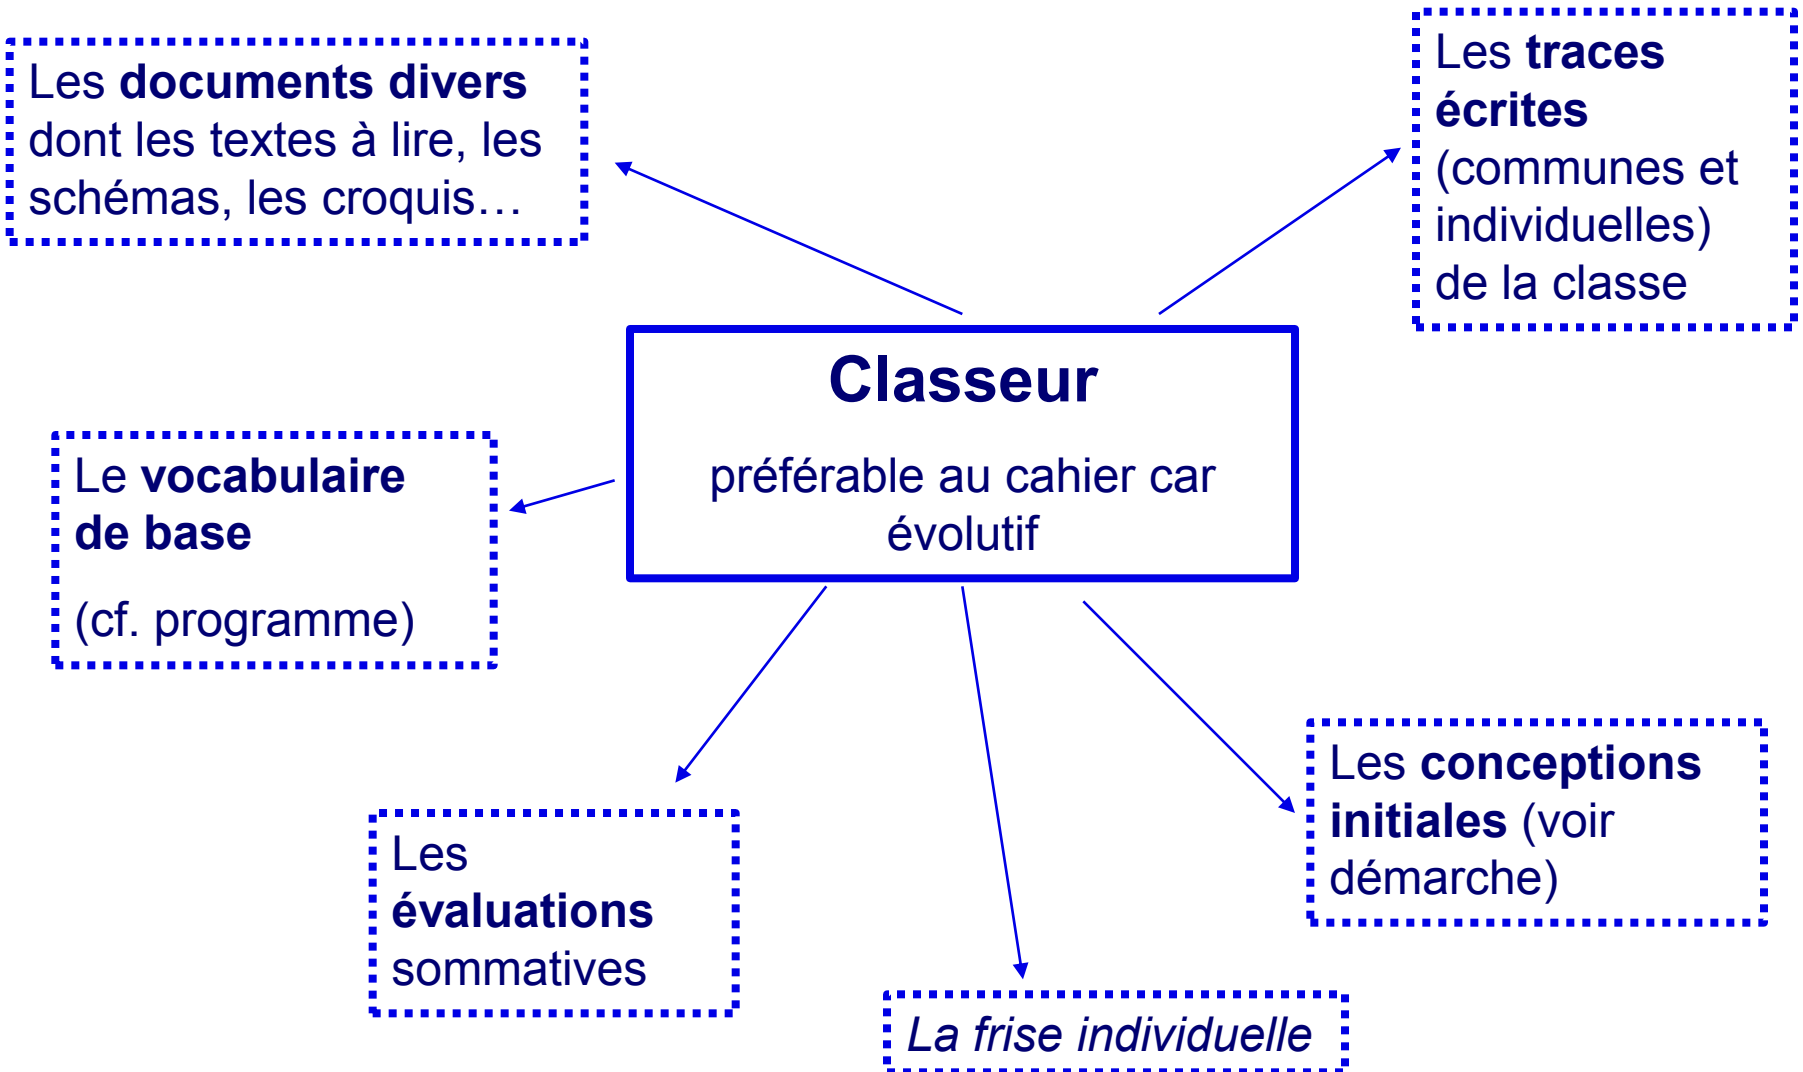 Les documents divers
dont les textes à lire, les
schémas, les croquis…
Les traces
écrites
(communes et
individuelles)
de la classe
Classeur
préférable au cahier car
évolutif
Le vocabulaire
de base
(cf. programme)
Les conceptions
initiales (voir
démarche)
Les
évaluations
sommatives
La frise individuelle